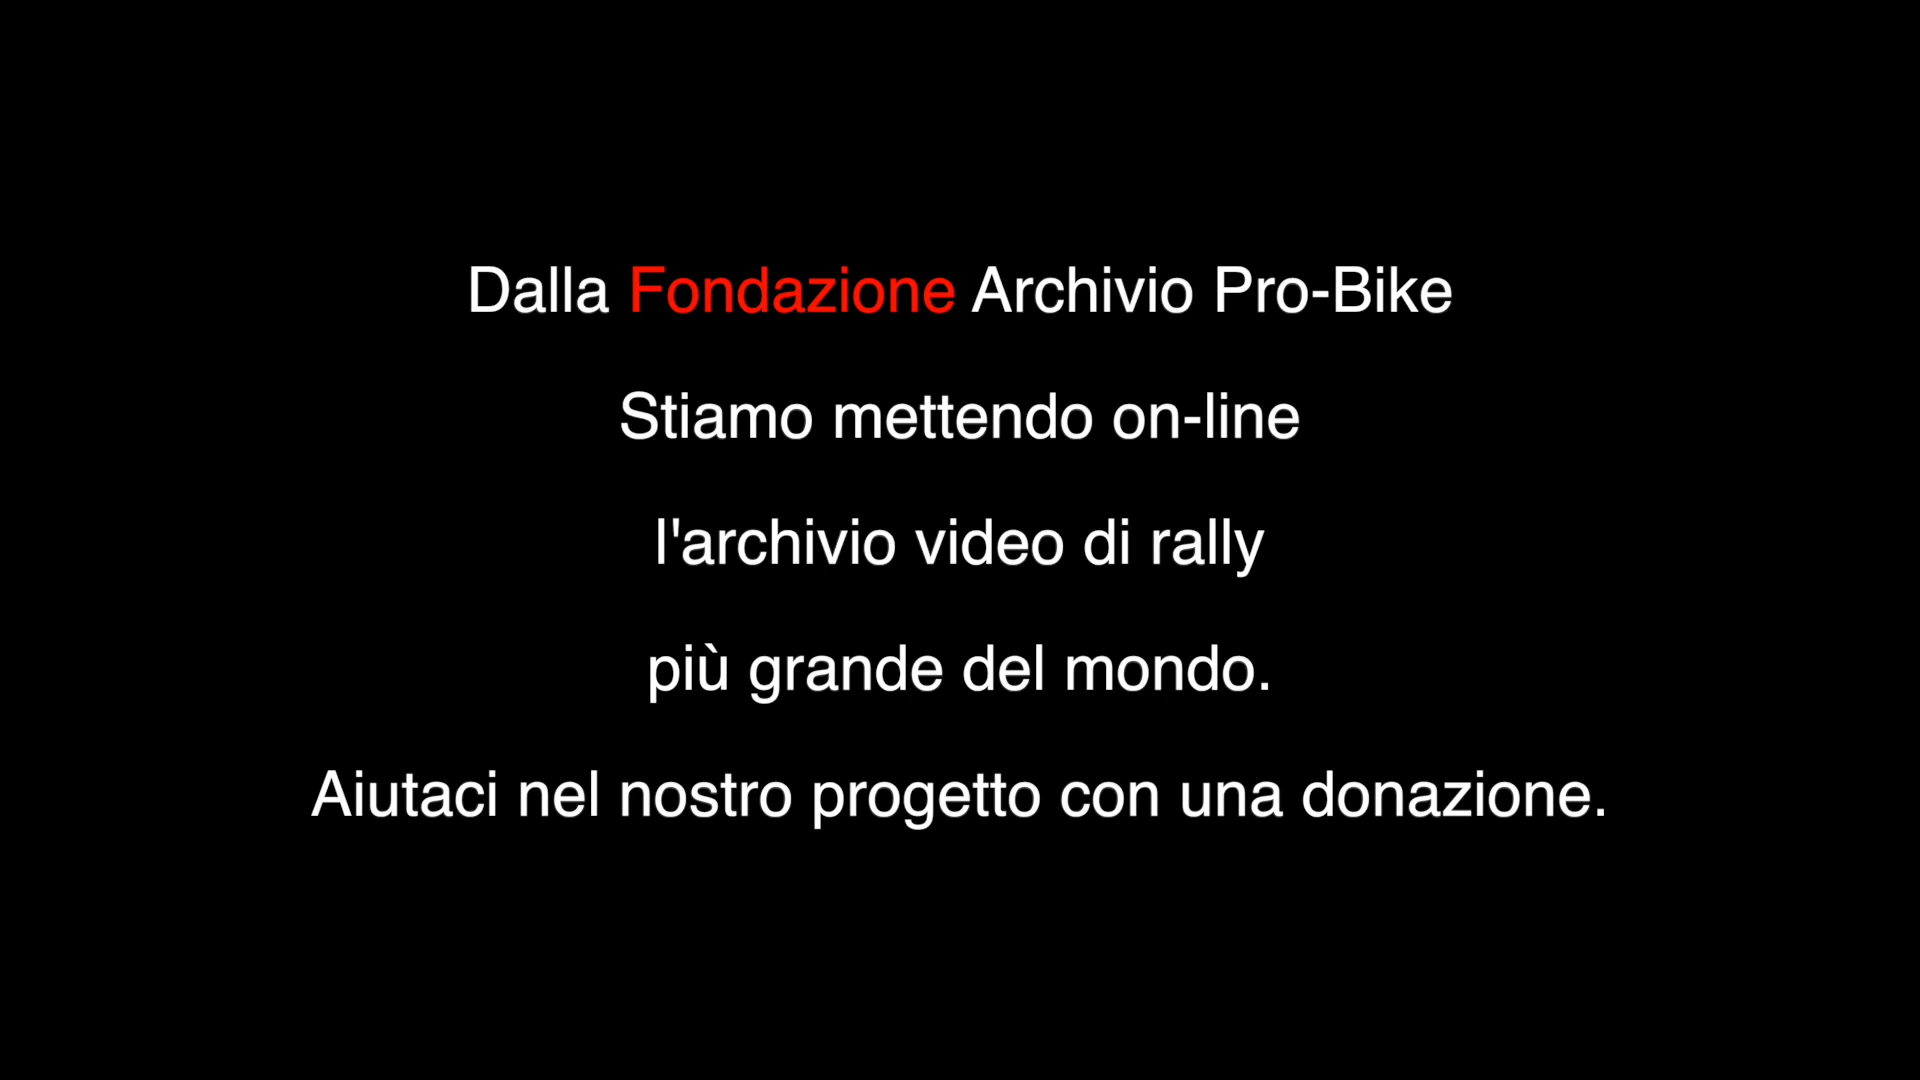 Dalla Fondazione Archivio Pro-Bike
Stiamo mettendo on-line
l'archivio video di rally
più grande del mondo.
Aiutaci nel nostro progetto con una donazione.